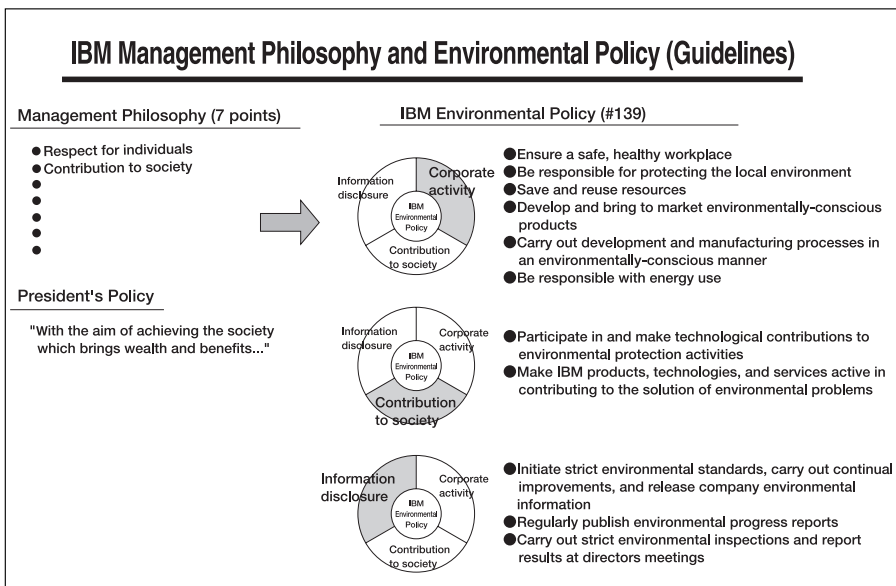 IBM Management Philosophy and Environmental Policy (Guidelines)
Management Philosophy (7 points)
● Respect for individuals
● Contribution to society
●
●
●
●
●
President's Policy
"With the aim of achieving the society
which brings wealth and benefits..."
IBM Environmental Policy (#139)
Information
disclosure
Corporate
activity
IBM
Environmental
Policy
Contribution
to society
●Ensure a safe, healthy workplace
●Be responsible for protecting the local environment
●Save and reuse resources
●Develop and bring to market environmentally-conscious
products
●Carry out development and manufacturing processes in
an environmentally-conscious manner
●Be responsible with energy use
Information
disclosure
Corporate
activity
IBM
Environmental
Policy
Contribution
to society
●Participate in and make technological contributions to
environmental protection activities
●Make IBM products, technologies, and services active in
contributing to the solution of environmental problems
Information
disclosure
Corporate
activity
IBM
Environmental
Policy
Contribution
to society
●Initiate strict environmental standards, carry out continual
improvements, and release company environmental
information
●Regularly publish environmental progress reports
●Carry out strict environmental inspections and report
results at directors meetings